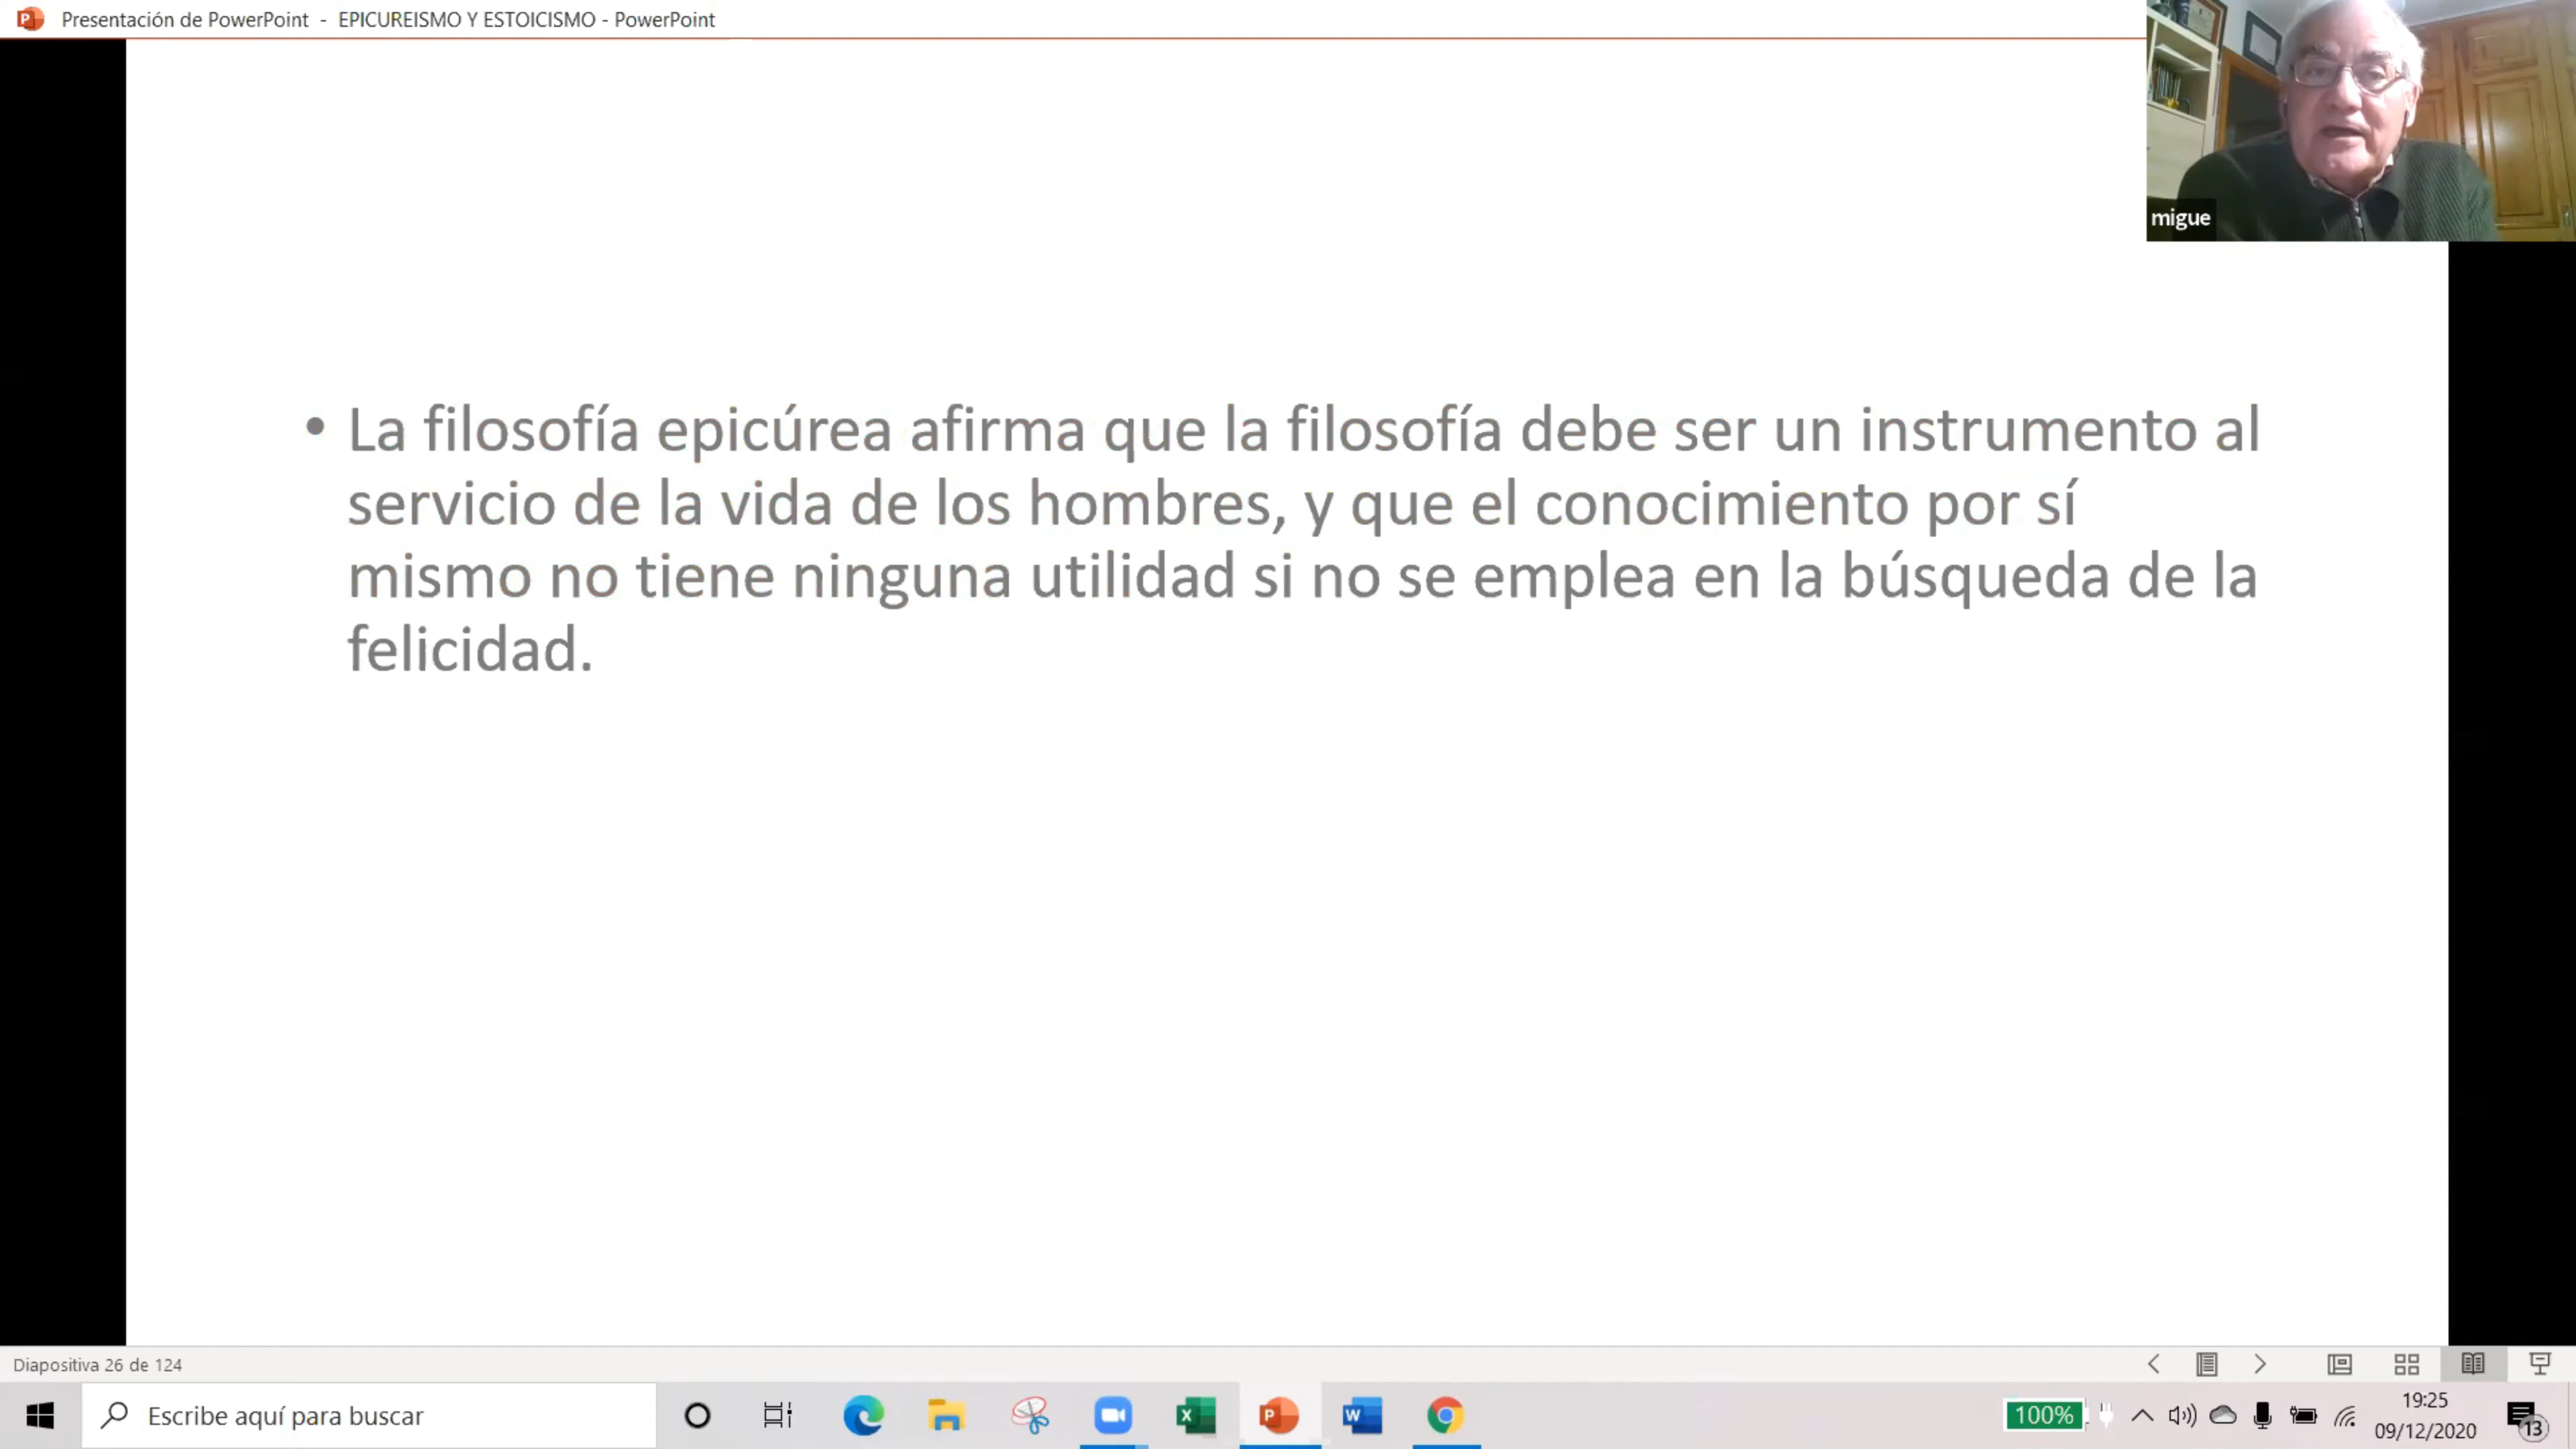 Presentación de PowerPoint - EPICUREISMO Y ESTOICISMO - PowerPoint
migue
• La filosofía epicúrea afirma que la filosofía debe ser un instrumento al
servicio de la vida de los hombres, y que el conocimiento por sí
mismo no tiene ninguna utilidad si no se emplea en la búsqueda de la
felicidad.
Diapositiva 26 de 124
Escribe aquí para buscar
100%
19:25
09/12/2020
13